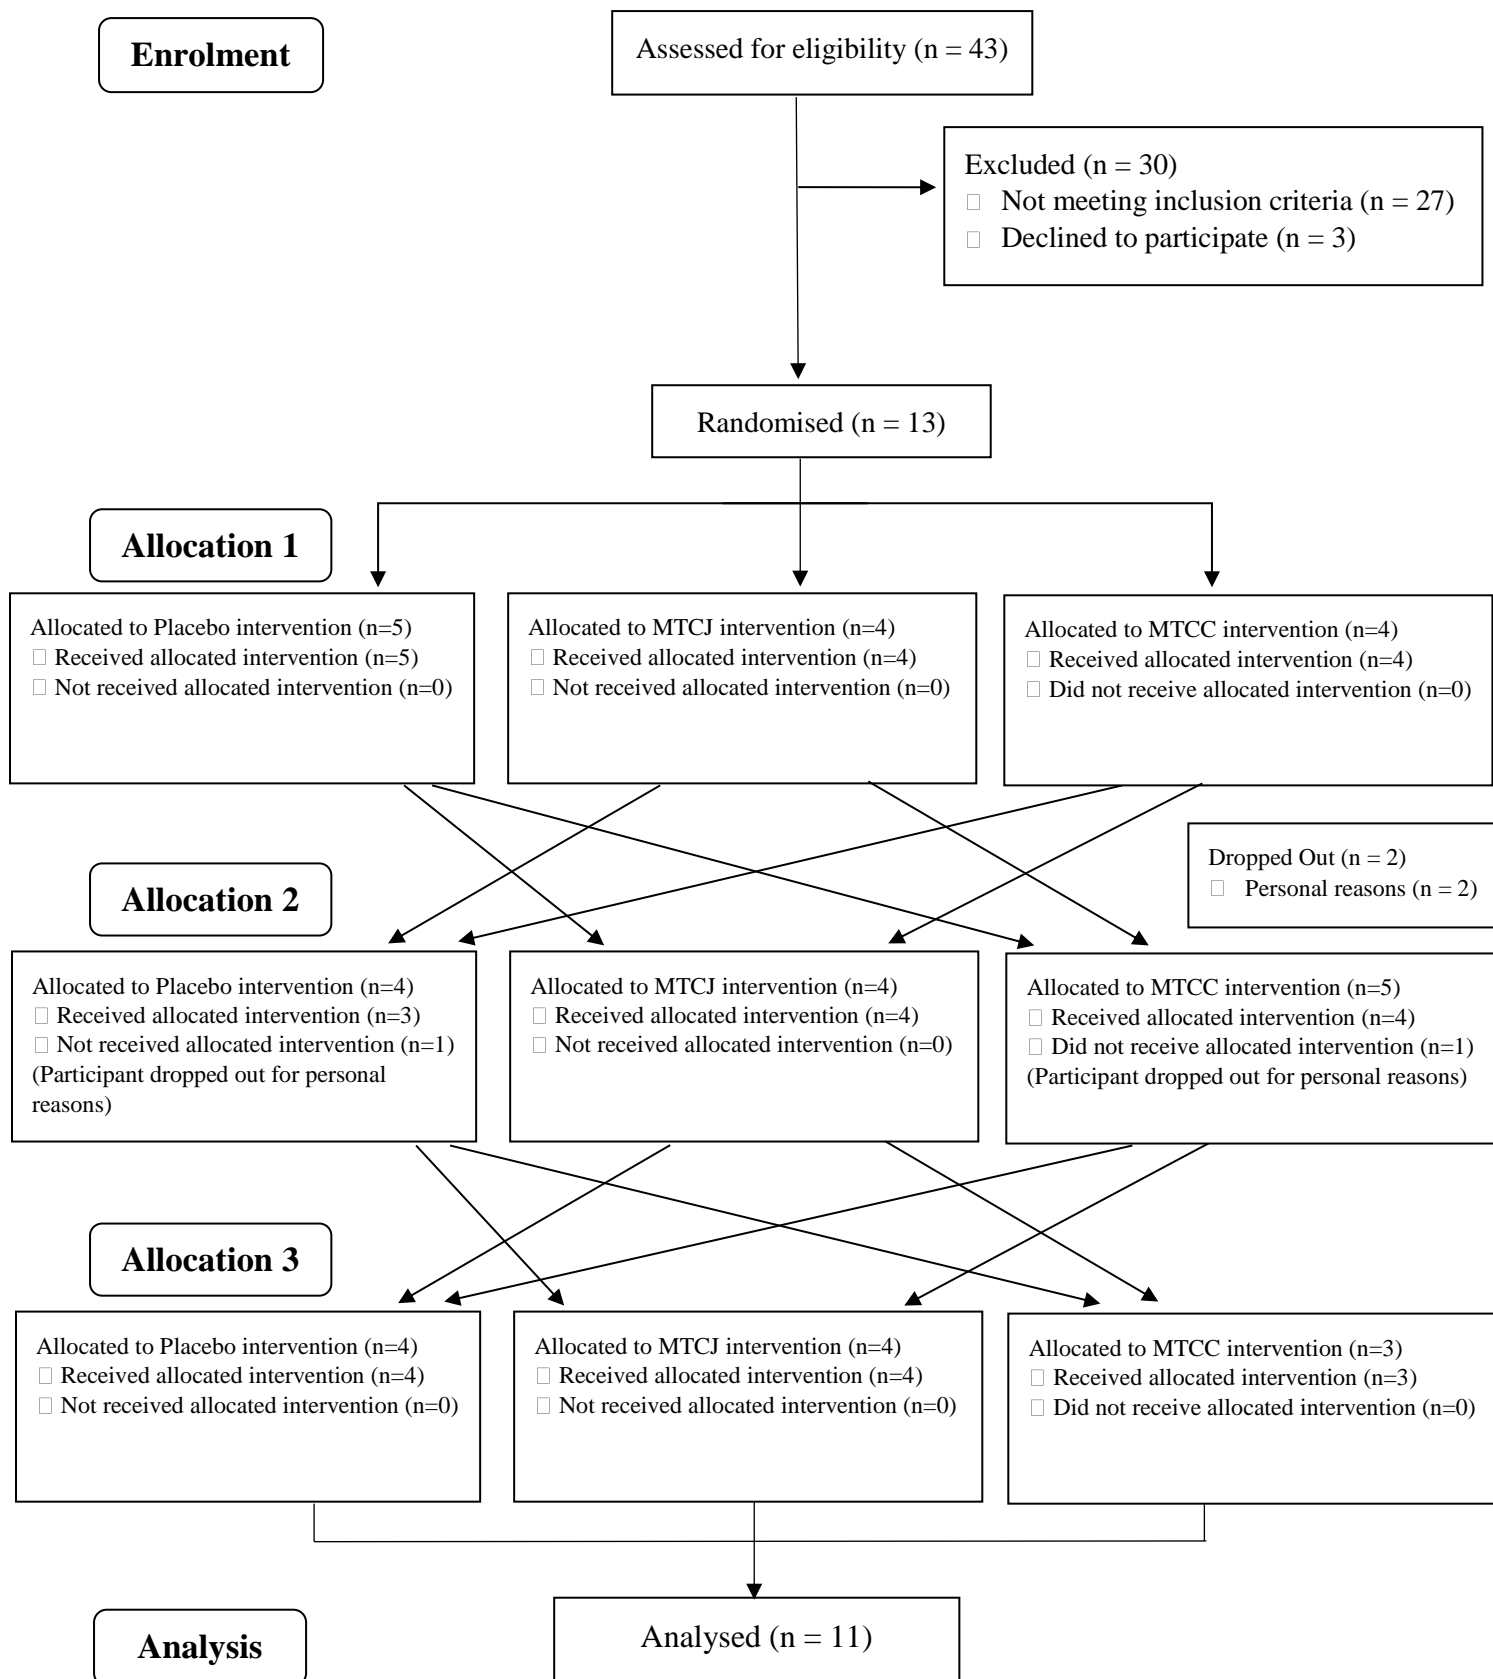 Enrolment
Assessed for eligibility (n = 43)
Excluded (n = 30)
Not meeting inclusion criteria (n = 27)
Declined to participate (n = 3)
Randomised (n = 13)
Allocation 1
Allocated to Placebo intervention (n=5)
Received allocated intervention (n=5)
Not received allocated intervention (n=0)
Allocated to MTCJ intervention (n=4)
Received allocated intervention (n=4)
Not received allocated intervention (n=0)
Allocated to MTCC intervention (n=4)
Received allocated intervention (n=4)
Did not receive allocated intervention (n=0)
Dropped Out (n = 2)
Personal reasons (n = 2)
Allocation 2
Allocated to Placebo intervention (n=4)
Received allocated intervention (n=3)
Not received allocated intervention (n=1)
(Participant dropped out for personal
reasons)
Allocated to MTCJ intervention (n=4)
Received allocated intervention (n=4)
Not received allocated intervention (n=0)
Allocated to MTCC intervention (n=5)
Received allocated intervention (n=4)
Did not receive allocated intervention (n=1)
(Participant dropped out for personal reasons)
Allocation 3
Allocated to Placebo intervention (n=4)
Received allocated intervention (n=4)
Not received allocated intervention (n=0)
Allocated to MTCJ intervention (n=4)
Received allocated intervention (n=4)
Not received allocated intervention (n=0)
Allocated to MTCC intervention (n=3)
Received allocated intervention (n=3)
Did not receive allocated intervention (n=0)
Analysis
Analysed (n = 11)